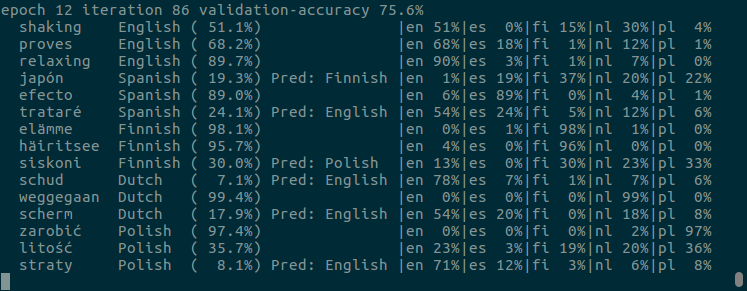 epoch 12 iteration 86 validation-accuracy 75.6%
shaking English ( 51.1%) |en 51%|es 0%|fi 15%|nl 30%|pl 4%
proves English ( 68.2%) |en 68%|es 18%|fi 1%|nl 12%|pl 1%
relaxing English ( 89.7%) |en 90%|es 3%|fi 1%|nl 7%|pl 0%
japón Spanish ( 19.3%) Pred: Finnish |en 1%|es 19%|fi 37%|nl 20%|pl 22%
efecto Spanish ( 89.0%) |en 6%|es 89%|fi 0%|nl 4%|pl 1%
trataré Spanish ( 24.1%) Pred: English |en 54%|es 24%|fi 5%|nl 12%|pl 6%
elämme Finnish ( 98.1%) |en 0%|es 1%|fi 98%|nl 1%|pl 0%
häiritsee Finnish ( 95.7%) |en 4%|es 0%|fi 96%|nl 0%|pl 0%
siskoni Finnish ( 30.0%) Pred: Polish |en 13%|es 0%|fi 30%|nl 23%|pl 33%
schud Dutch ( 7.1%) Pred: English |en 78%|es 7%|fi 1%|nl 7%|pl 6%
weggegaan Dutch ( 99.4%) |en 0%|es 0%|fi 0%|nl 99%|pl 0%
scherm Dutch ( 17.9%) Pred: English |en 54%|es 20%|fi 0%|nl 18%|pl 8%
zarobić Polish ( 97.4%) |en 0%|es 0%|fi 0%|nl 2%|pl 97%
litość Polish ( 35.7%) |en 23%|es 3%|fi 19%|nl 20%|pl 36%
straty Polish ( 8.1%) Pred: English |en 71%|es 12%|fi 3%|nl 6%|pl 8%